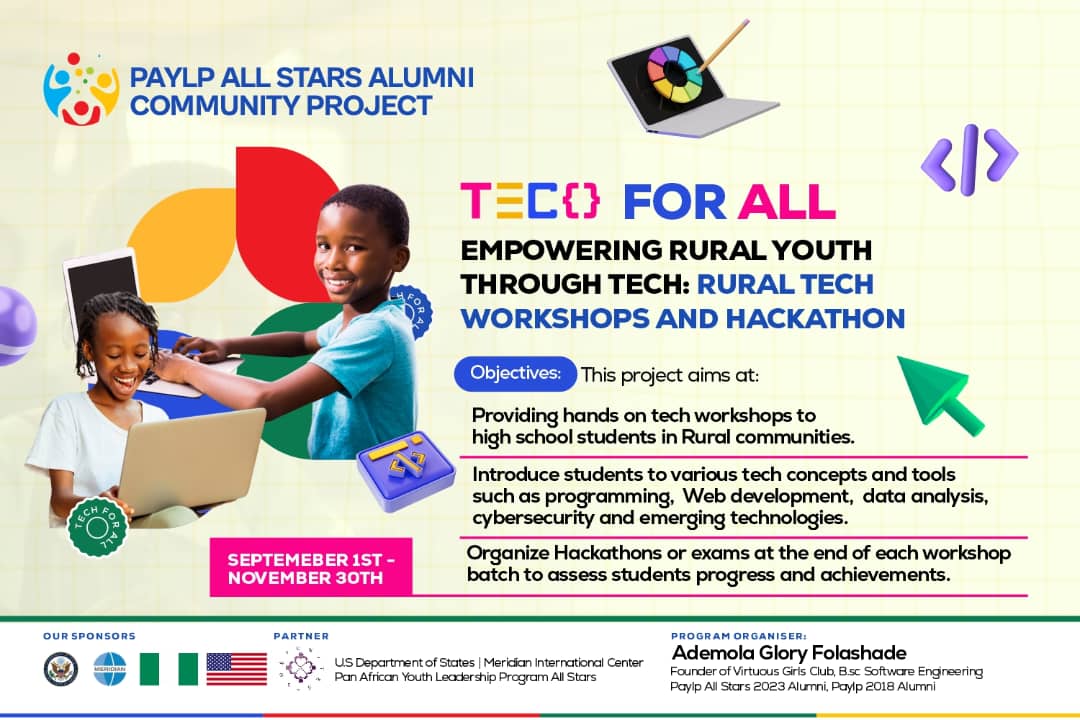 PAYLP ALL STARS ALUMNI
COMMUNITY PROJECT
TEC{} FOR ALL
EMPOWERING RURAL YOUTH
THROUGH TECH: RURAL TECH
WORKSHOPS AND HACKATHON
Objectives: This project aims at:
Providing hands on tech workshops to
high school students in Rural communities.
Introduce students to various tech concepts and tools
such as programming, Web development, data analysis,
cybersecurity and emerging technologies.
Organize Hackathons or exams at the end of each workshop
batch to assess students progress and achievements.
TECH FOR ALL
SEPTEMEBER 1ST -
NOVEMBER 30TH
OUR SPONSORS
MERIDIAN
PARTNER
U.S Department of States | Meridian International Center
Pan African Youth Leadership Program All Stars
PROGRAM ORGANISER:
Ademola Glory Folashade
Founder of Virtuous Girls Club, B.sc Software Engineering
Paylp All Stars 2023 Alumni, Paylp 2018 Alumni